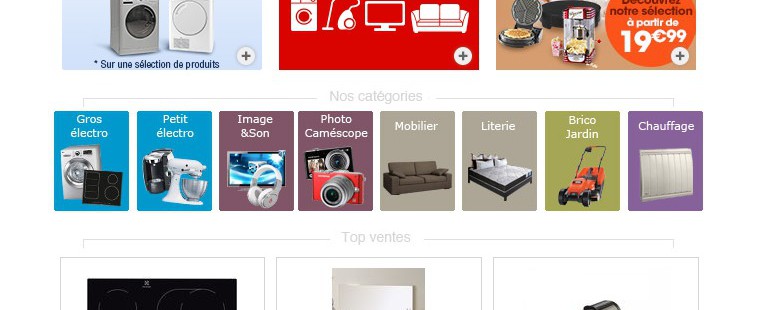 Découvrez
notre sélection
à partir de
19€99
* Sur une sélection de produits
Nos catégories
Gros
électro
Petit
électro
Image
&Son
Photo
Caméscope
Mobilier
Literie
Brico
Jardin
Chauffage
Top ventes